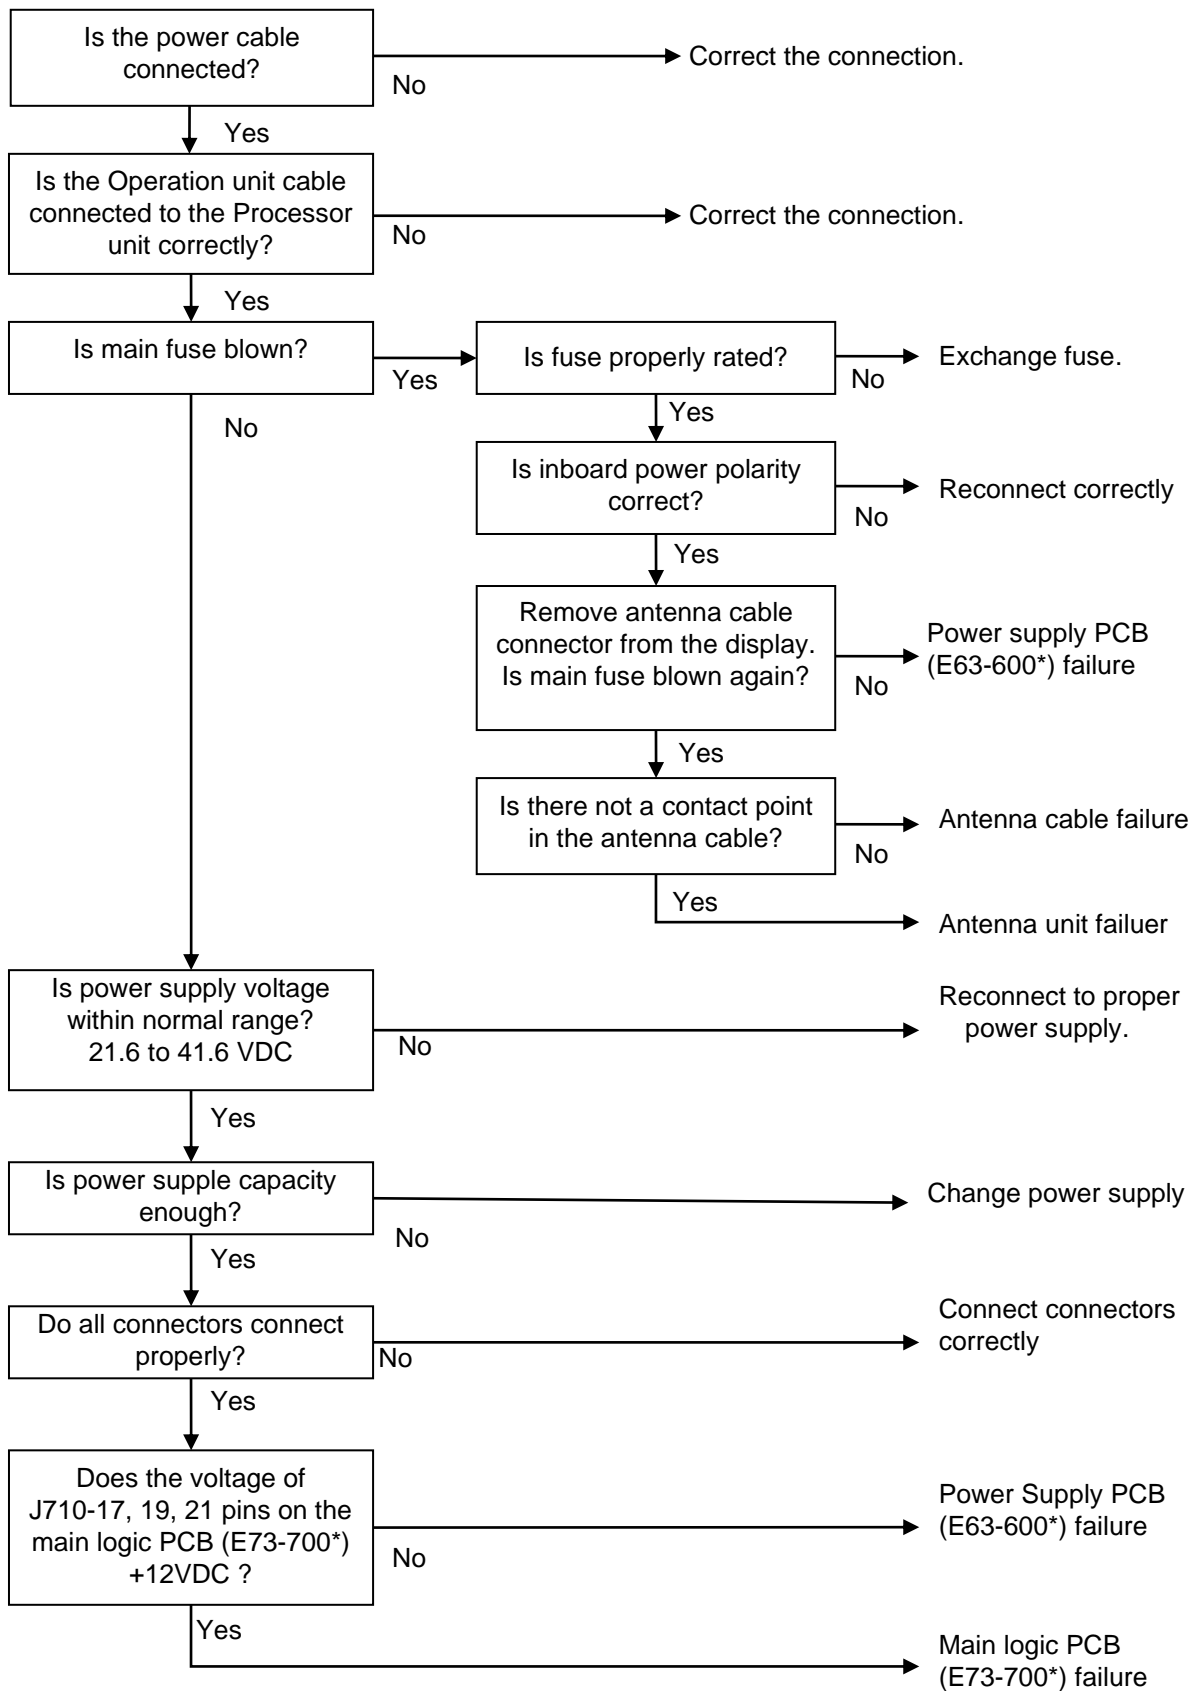 Is the power cable
connected?
No
Correct the connection.
Yes
Is the Operation unit cable
connected to the Processor
unit correctly?
No
Correct the connection.
Yes
Is main fuse blown?
Yes
Is fuse properly rated?
No
Exchange fuse.
No
Yes
Is inboard power polarity
correct?
No
Reconnect correctly
Yes
Remove antenna cable
connector from the display.
Is main fuse blown again?
No
Power supply PCB
(E63-600*) failure
Yes
Is there not a contact point
in the antenna cable?
No
Antenna cable failure
Yes
Antenna unit failuer
Is power supply voltage
within normal range?
21.6 to 41.6 VDC
No
Reconnect to proper
power supply.
Yes
Is power supple capacity
enough?
No
Change power supply
Yes
Do all connectors connect
properly?
No
Connect connectors
correctly
Yes
Does the voltage of
J710-17, 19, 21 pins on the
main logic PCB (E73-700*)
+12VDC ?
No
Power Supply PCB
(E63-600*) failure
Yes
Main logic PCB
(E73-700*) failure